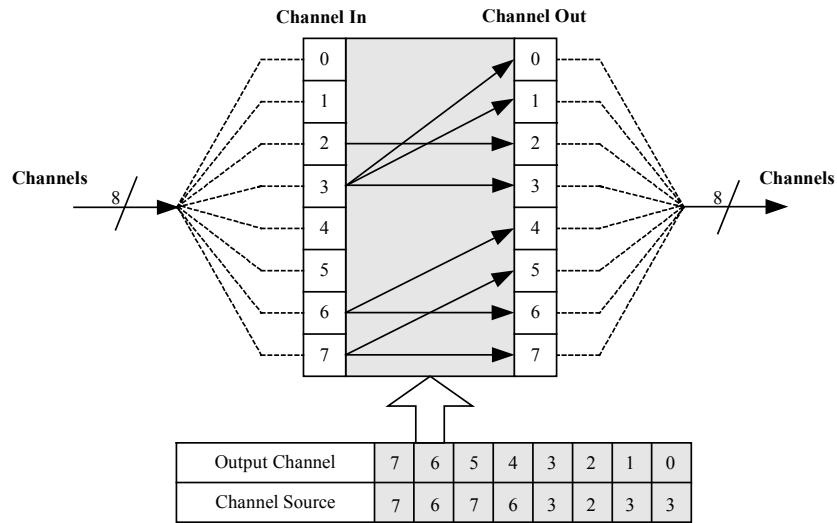 Channel In Channel Out
0 0
1 1
2 2
Channels 8 3 3 8 Channels
4 4
5 5
6 6
7 7
Output Channel 7 6 5 4 3 2 1 0
Channel Source 7 6 7 6 3 2 3 3